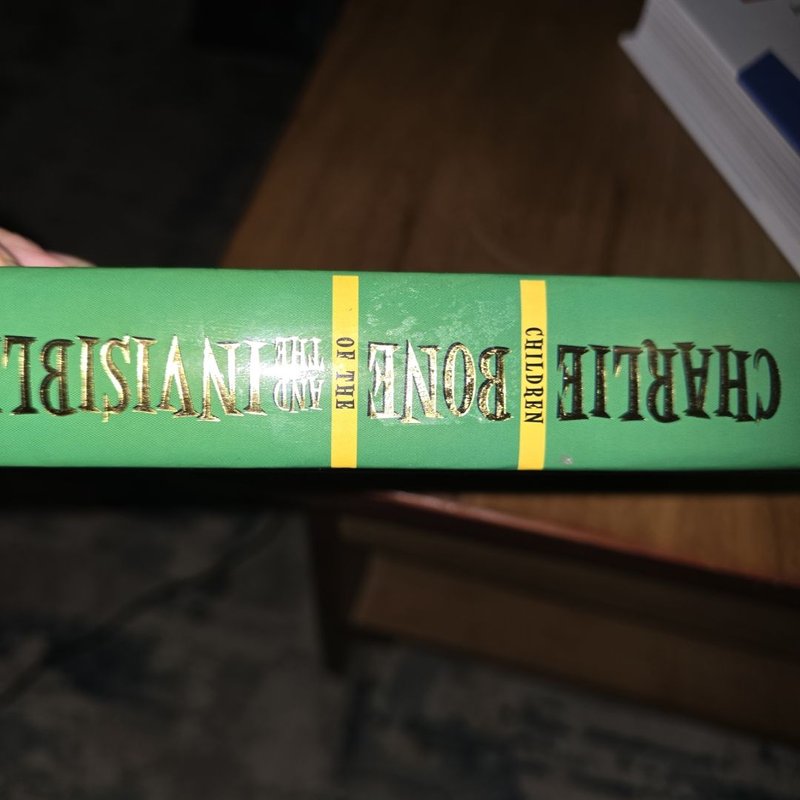 CHARLIE BONE
AND
THE
INVISIBL
CHILDREN
OF THE